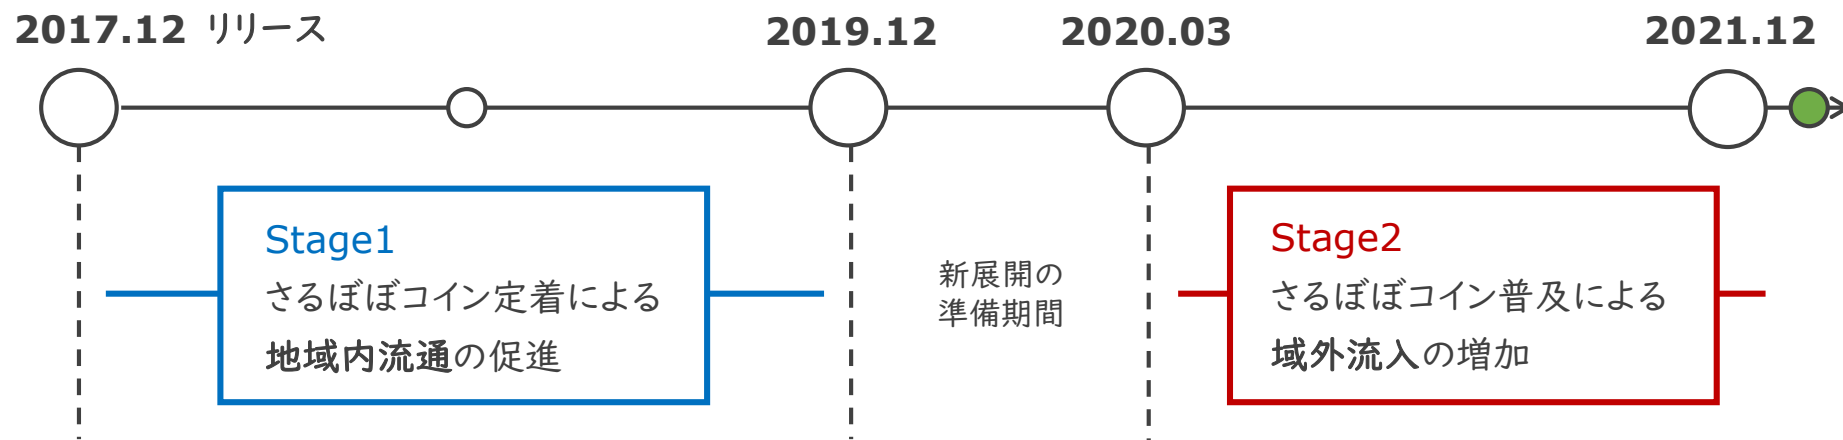 2017.12 リリース
2019.12
2020.03
2021.12
Stage1
さるぼぼコイン定着による
地域内流通の促進
新展開の
準備期間
Stage2
さるぼぼコイン普及による
域外流入の増加